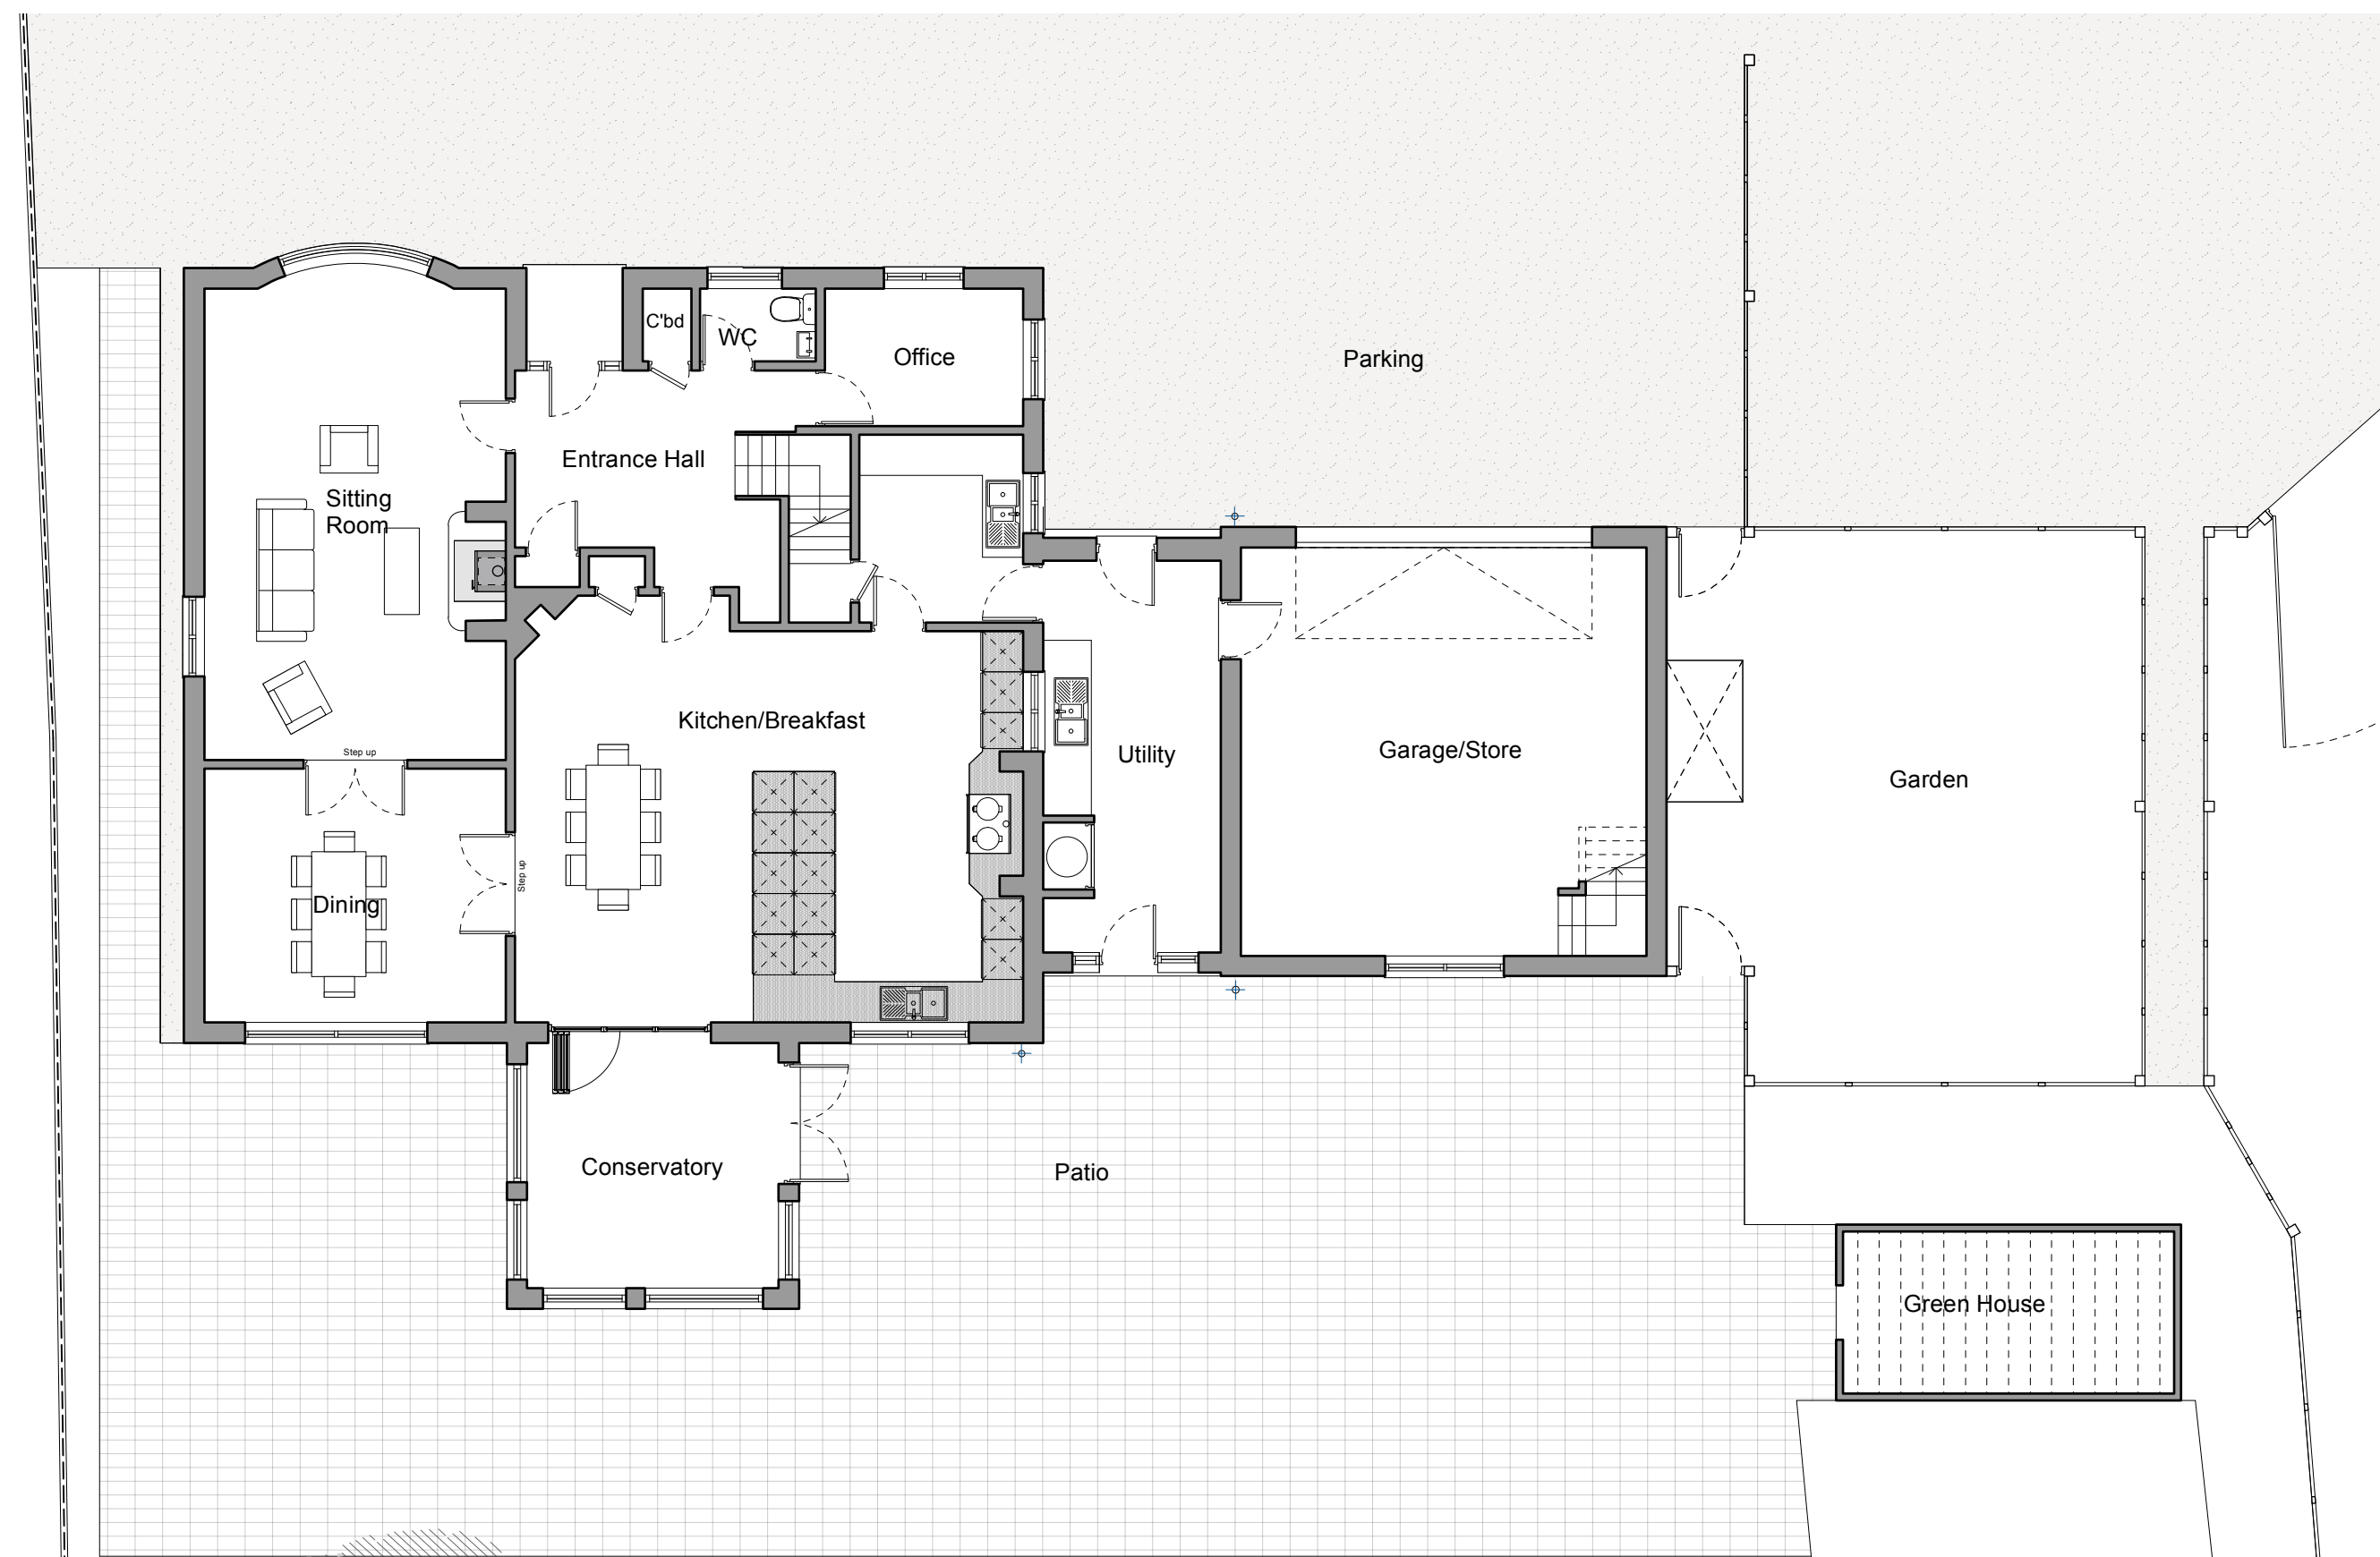 C'bd
WC
Office
Parking
Entrance Hall
Sitting
Room
Kitchen/Breakfast
Step up
Utility
Garage/Store
Garden
Step up
Dining
Conservatory
Patio
Green House